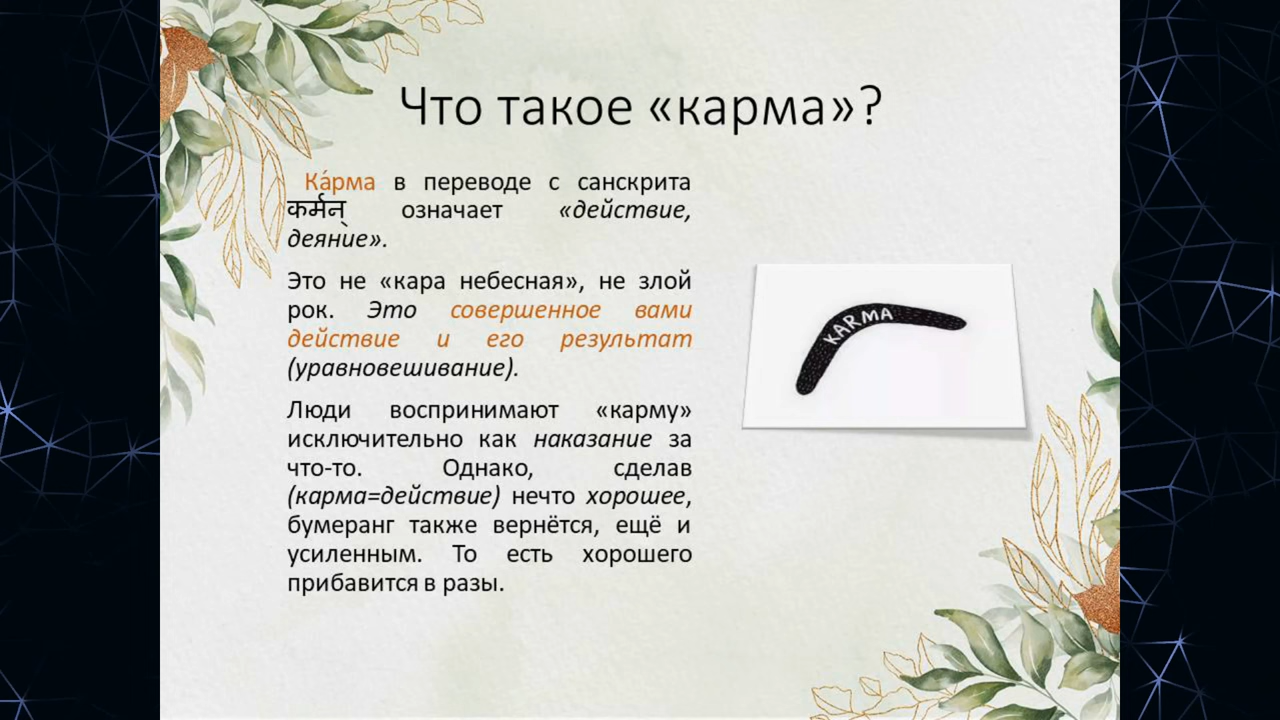 Что такое «карма»?
Ка́рма в переводе с санскрита
कर्मन् означает «действие,
деяние».
Это не «кара небесная», не злой
рок. Это совершенное вами
действие и его результат
(уравновешивание).
Люди воспринимают «карму»
исключительно как наказание за
что-то. Однако, сделав
(карма=действие) нечто хорошее,
бумеранг также вернётся, ещё и
усиленным. То есть хорошего
прибавится в разы.
KARMA